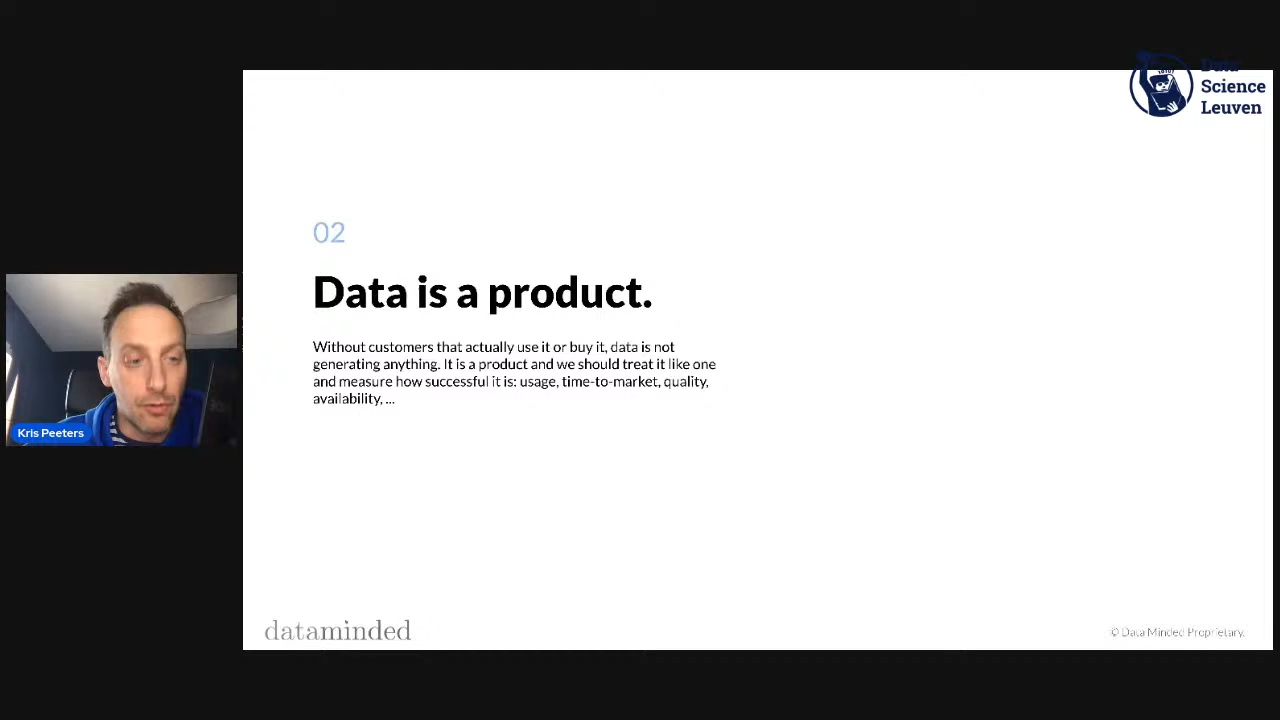 Data
Science
Leuven
02
Data is a product.
Without customers that actually use it or buy it, data is not
generating anything. It is a product and we should treat it like one
and measure how successful it is: usage, time-to-market, quality,
availability, ...
Kris Peeters
dataminded
© Data Minded Proprietary.